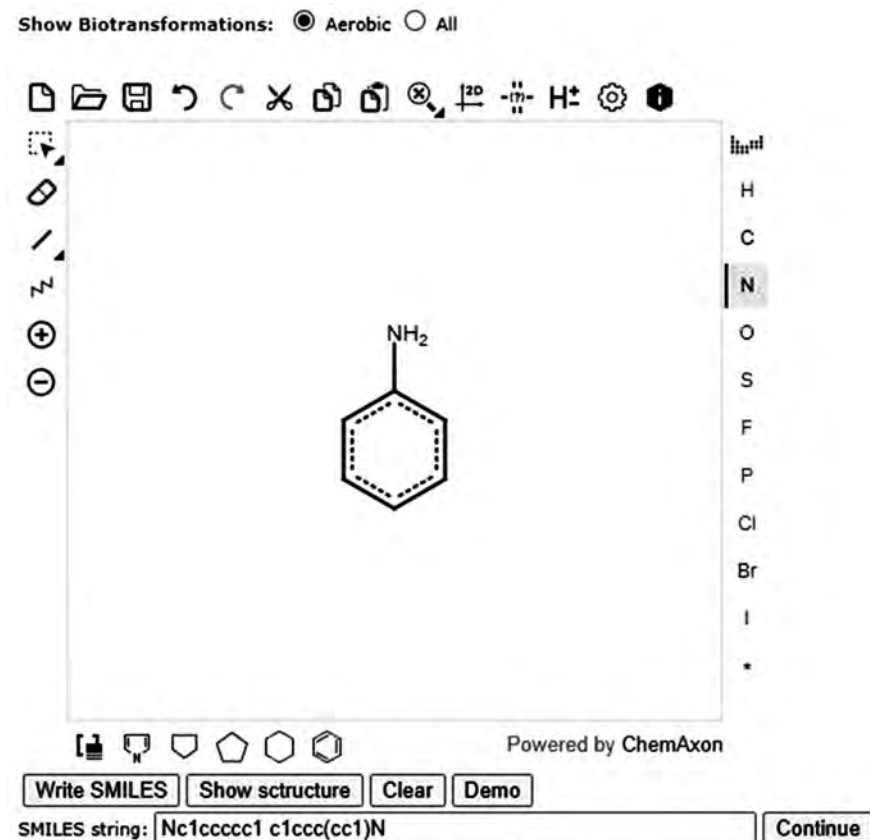 Show Biotransformations: Aerobic All
2D
(?) H±
H
C
N
NH₂
O
S
F
P
Cl
Br
I
*
N
Powered by ChemAxon
Write SMILES Show sctructure Clear Demo
SMILES string: Nc1ccccc1 c1ccc(cc1)N Continue